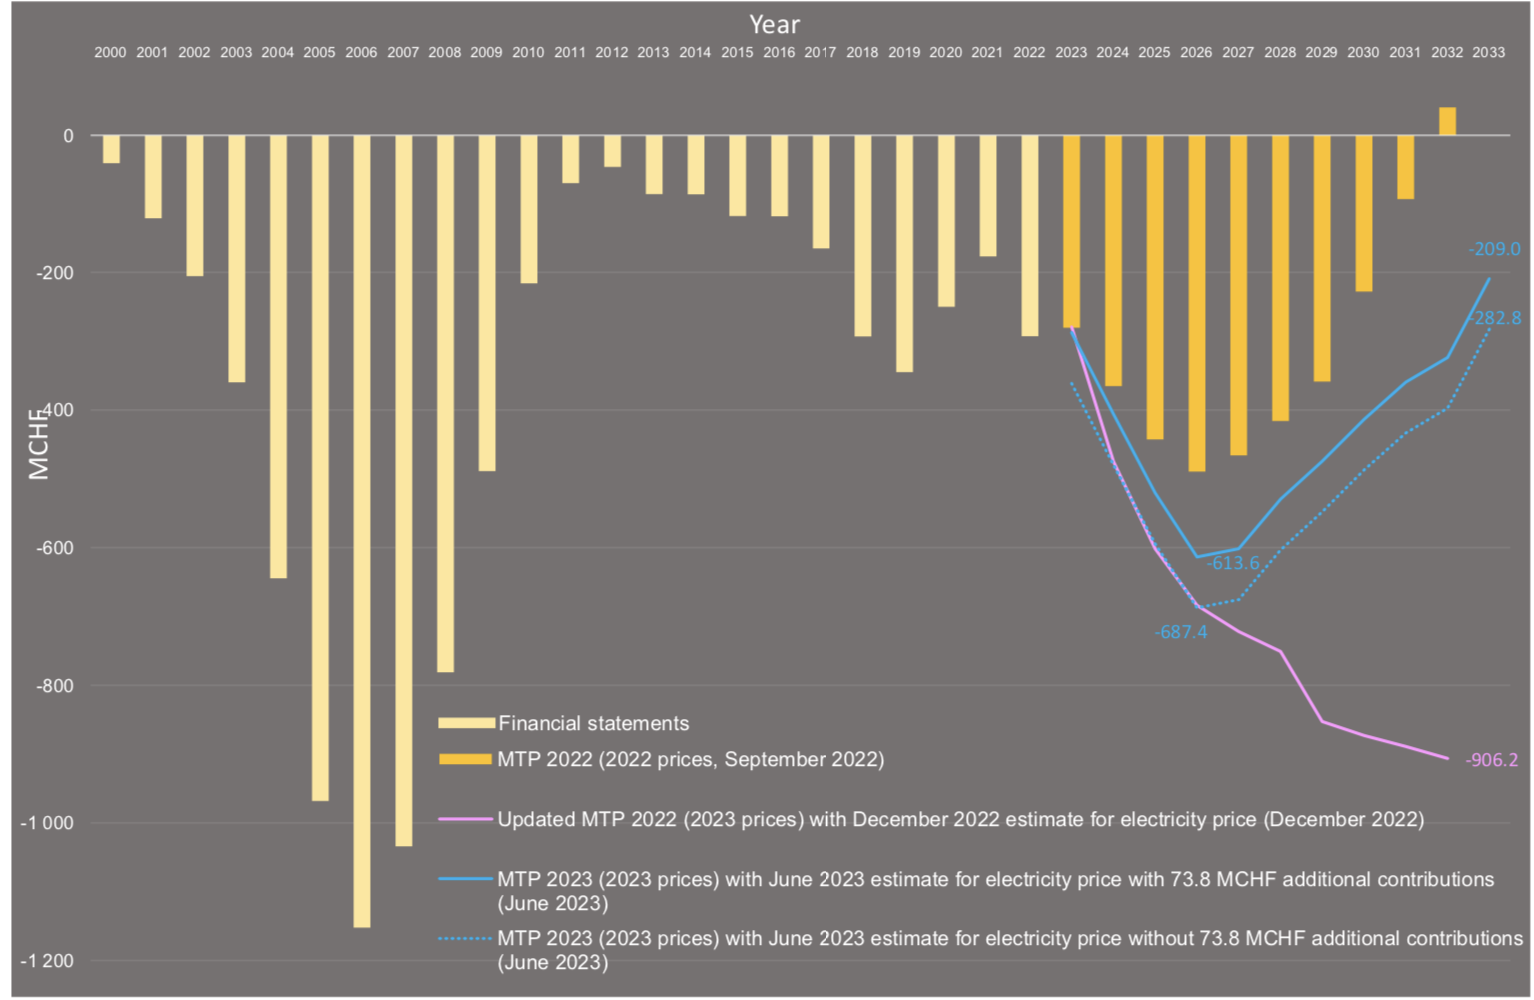 Year
2000 2001 2002 2003 2004 2005 2006 2007 2008 2009 2010 2011 2012 2013 2014 2015 2016 2017 2018 2019 2020 2021 2022 2023 2024 2025 2026 2027 2028 2029 2030 2031 2032 2033
0
-200
-400
-600
-800
-1 000
-1 200
MCHF
-209.0
-282.8
-613.6
-687.4
-906.2
Financial statements
MTP 2022 (2022 prices, September 2022)
Updated MTP 2022 (2023 prices) with December 2022 estimate for electricity price (December 2022)
MTP 2023 (2023 prices) with June 2023 estimate for electricity price with 73.8 MCHF additional contributions
(June 2023)
MTP 2023 (2023 prices) with June 2023 estimate for electricity price without 73.8 MCHF additional contributions
(June 2023)